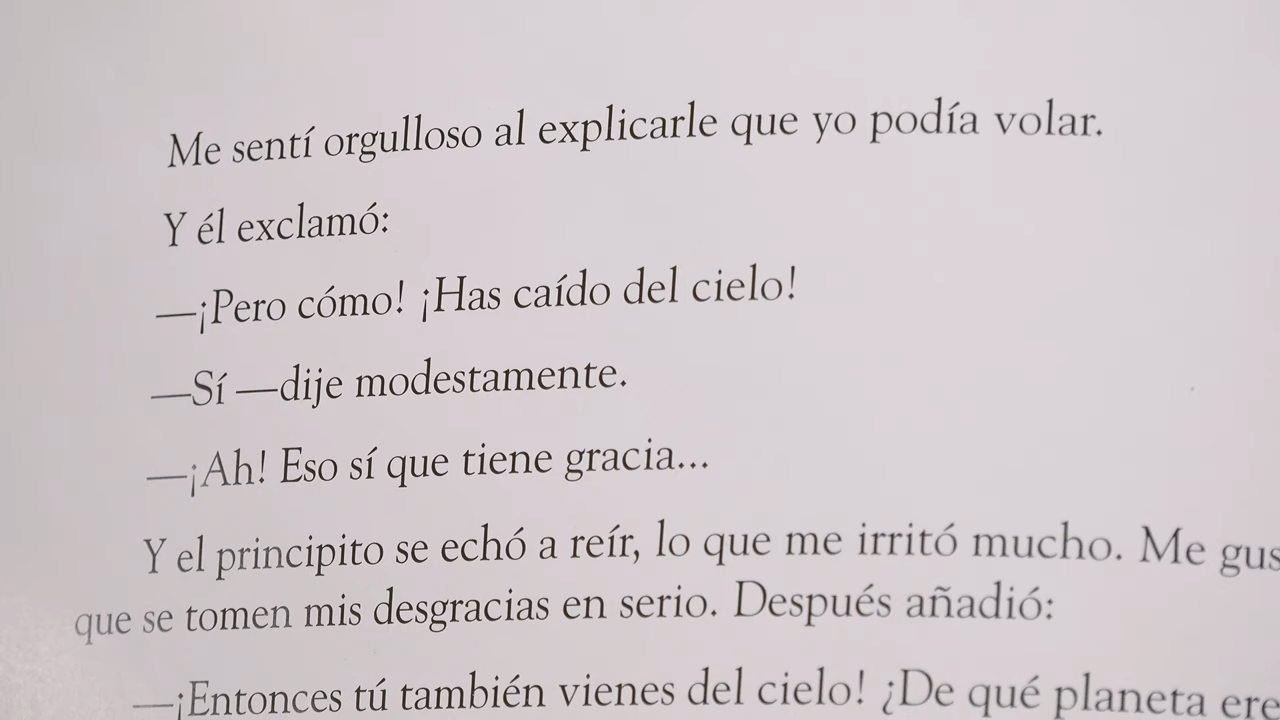 Me sentí orgulloso al explicarle que yo podía volar.
Y él exclamó:
—¡Pero cómo! ¡Has caído del cielo!
—Sí —dije modestamente.
—¡Ah! Eso sí que tiene gracia...
Y el principito se echó a reír, lo que me irritó mucho. Me
que se tomen mis desgracias en serio. Después añadió:
—¡Entonces tú también vienes del cielo! ¿De qué planeta